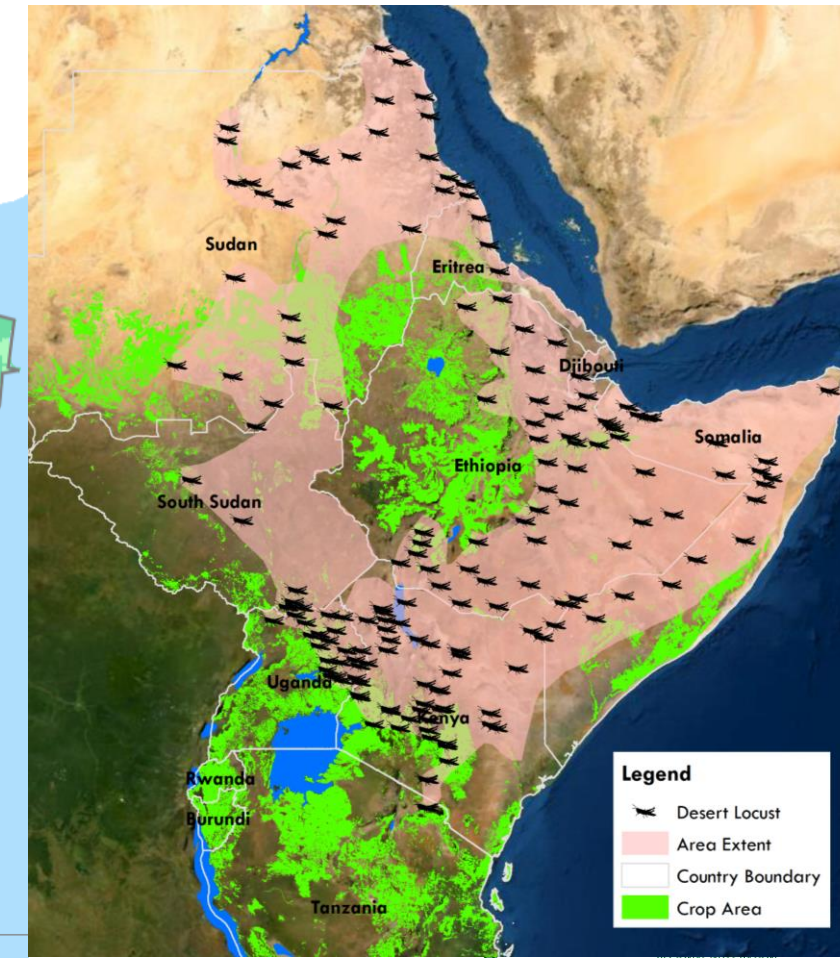 Sudan
Eritrea
Djibouti
Somalia
Ethiopia
South Sudan
Uganda
Kenya
Rwanda
Burundi
Tanzania
Legend
Desert Locust
Area Extent
Country Boundary
Crop Area